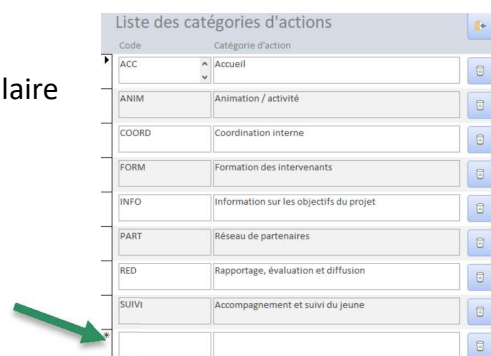 Liste des catégories d'actions
Code Catégorie d'action
ACC Accueil
laire
ANIM Animation / activité
COORD Coordination interne
FORM Formation des intervenants
INFO Information sur les objectifs du projet
PART Réseau de partenaires
RED Rapportage, évaluation et diffusion
SUIVI Accompagnement et suivi du jeune
*